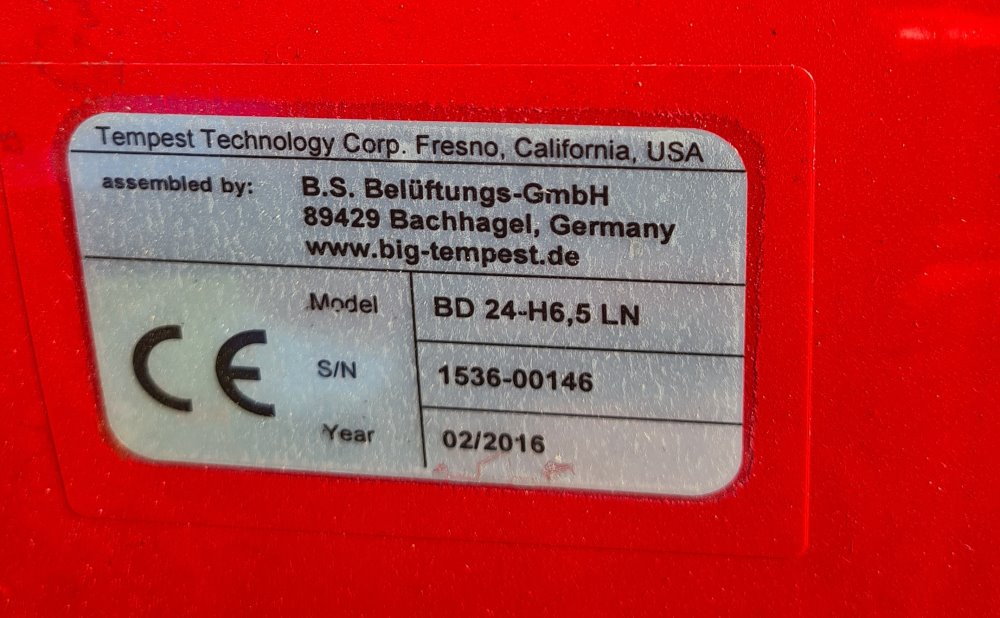 Tempest Technology Corp. Fresno, California, USA
assembled by: B.S. Belüftungs-GmbH
89429 Bachhagel, Germany
www.big-tempest.de
Model BD 24-H6,5 LN
CE
S/N 1536-00146
Year 02/2016